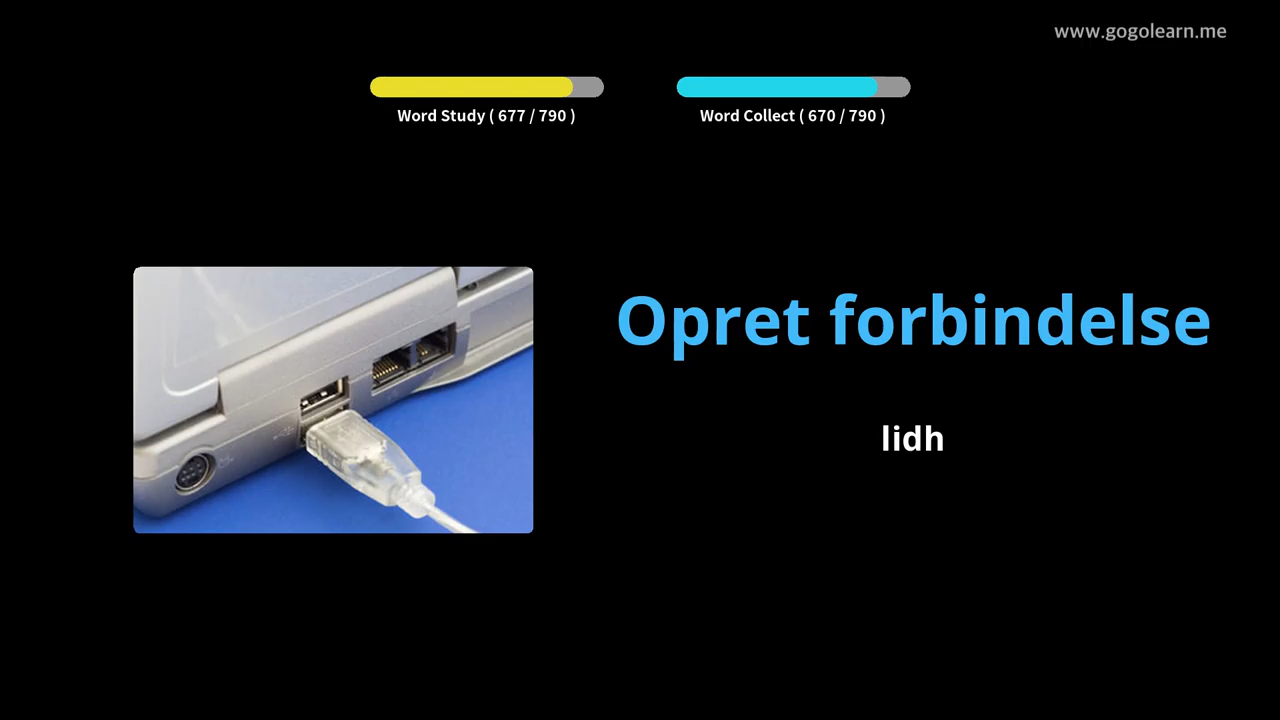 www.gogolearn.me
Word Study ( 677 / 790 )
Word Collect ( 670 / 790 )
Opret forbindelse
lidh